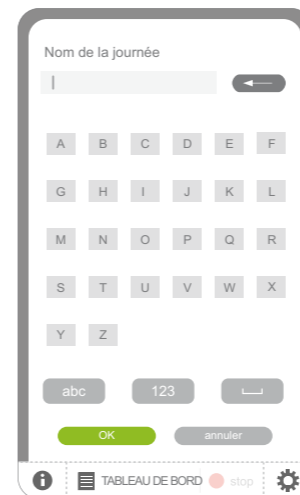 Nom de la journée
A B C D E F
G H I J K L
M N O P Q R
S T U V W X
Y Z
abc 123
OK annuler
TABLEAU DE BORD stop